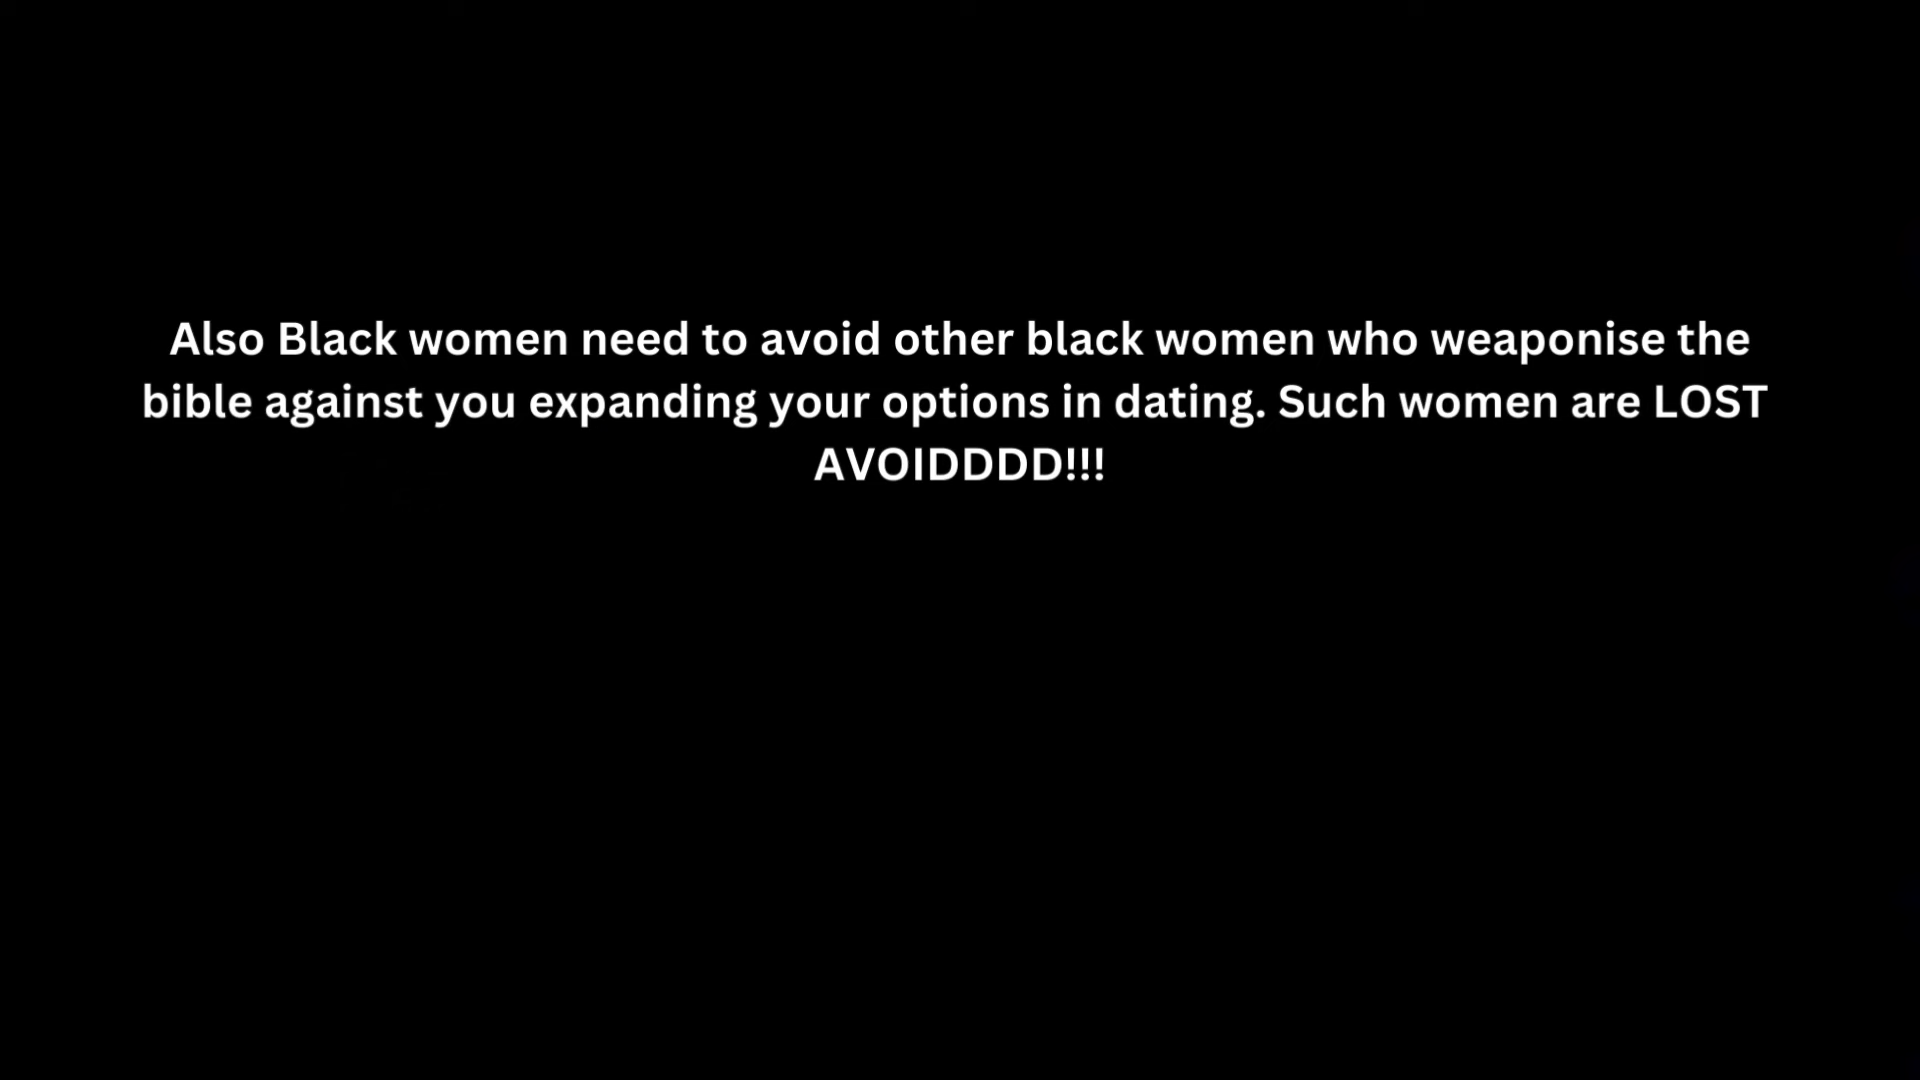 Also Black women need to avoid other black women who weaponise the
bible against you expanding your options in dating. Such women are LOST
AVOIDDDD!!!